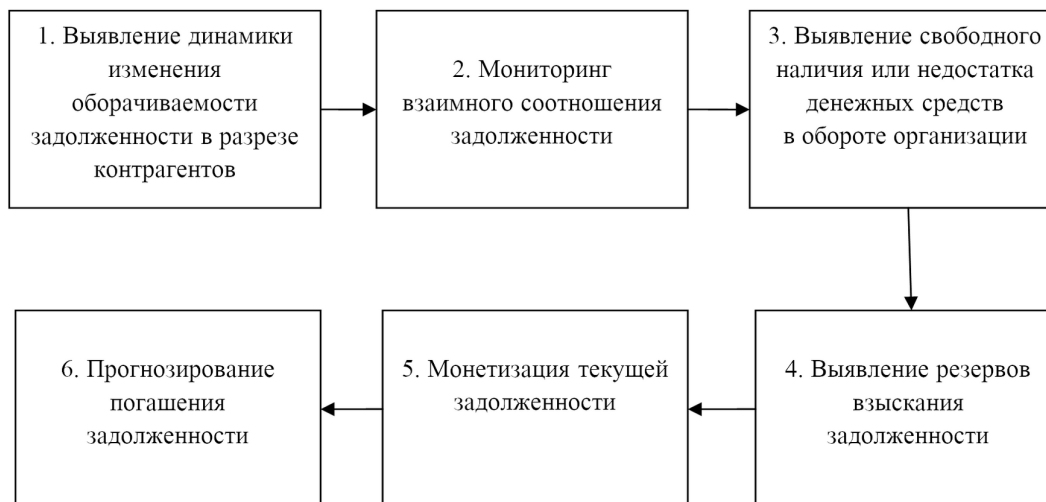 1. Выявление динамики
изменения
оборачиваемости
задолженности в разрезе
контрагентов
2. Мониторинг
взаимного соотношения
задолженности
3. Выявление свободного
наличия или недостатка
денежных средств
в обороте организации
4. Выявление резервов
взыскания
задолженности
5. Монетизация текущей
задолженности
6. Прогнозирование
погашения
задолженности